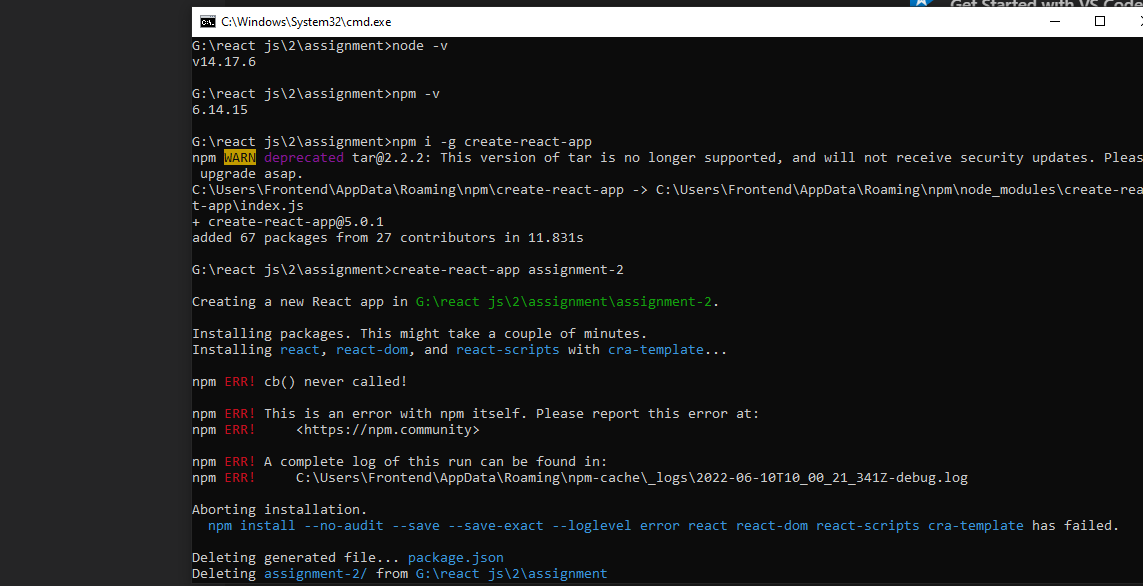 Get Started with VS Code
C:\Windows\System32\cmd.exe
G:\react js\2\assignment>node -v
v14.17.6
G:\react js\2\assignment>npm -v
6.14.15
G:\react js\2\assignment>npm i -g create-react-app
npm WARN deprecated tar@2.2.2: This version of tar is no longer supported, and will not receive security updates. Pleas
upgrade asap.
C:\Users\Frontend\AppData\Roaming\npm\create-react-app -> C:\Users\Frontend\AppData\Roaming\npm\node_modules\create-rea
t-app\index.js
+ create-react-app@5.0.1
added 67 packages from 27 contributors in 11.831s
G:\react js\2\assignment>create-react-app assignment-2
Creating a new React app in G:\react js\2\assignment\assignment-2.
Installing packages. This might take a couple of minutes.
Installing react, react-dom, and react-scripts with cra-template...
npm ERR! cb() never called!
npm ERR! This is an error with npm itself. Please report this error at:
npm ERR!     <https://npm.community>
npm ERR! A complete log of this run can be found in:
npm ERR!     C:\Users\Frontend\AppData\Roaming\npm-cache\_logs\2022-06-10T10_00_21_341Z-debug.log
Aborting installation.
npm install --no-audit --save --save-exact --loglevel error react react-dom react-scripts cra-template has failed.
Deleting generated file... package.json
Deleting assignment-2/ from G:\react js\2\assignment